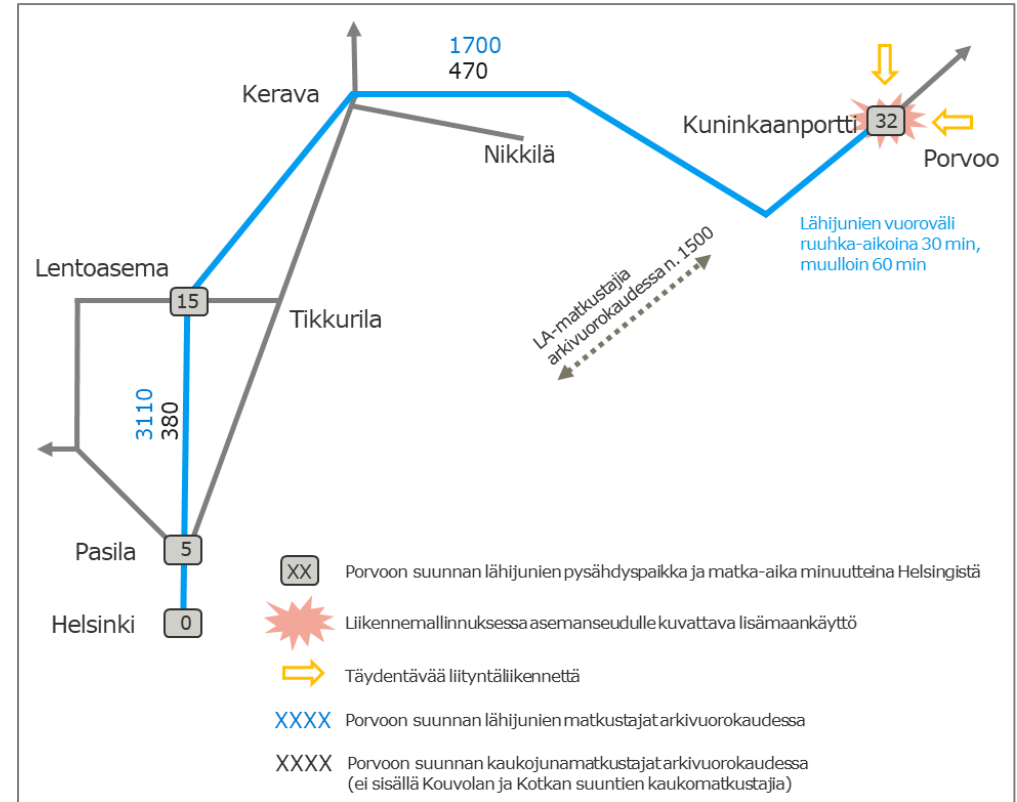 1700
470
Kerava
Kuninkaanportti
32
Nikkilä
Porvoo
Lähijunien vuoroväli
ruuhka-aikoina 30 min,
muulloin 60 min
LA-matkustajia
arkivuorokaudessa n. 1500
Lentoasema
15
Tikkurila
3110
380
Pasila
5
Helsinki
0
XX Porvoon suunnan lähijunien pysähdyspaikka ja matka-aika minuutteina Helsingistä
Liikennemallinnuksessa asemanseudulle kuvattava lisämaankäyttö
Täydentävää liityntäliikennettä
XXXX Porvoon suunnan lähijunien matkustajat arkivuorokaudessa
XXXX Porvoon suunnan kaukojunamatkustajat arkivuorokaudessa
(ei sisällä Kouvolan ja Kotkan suuntien kaukomatkustajia)